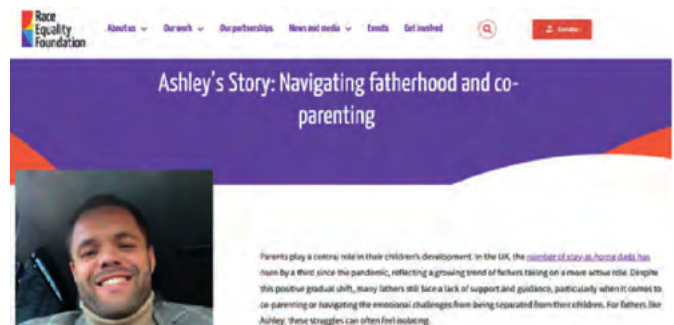 Race
Equality
Foundation
About us
Our work
Our partnerships
News and media
Events
Get involved
Donate
Ashley's Story: Navigating fatherhood and co-
parenting
Parents play a central role in their children's development. In the UK, the number of stay-at-home dads has
risen by a third since the pandemic, reflecting a growing trend of fathers taking on a more active role. Despite
this positive gradual shift, many fathers still face a lack of support and guidance, particularly when it comes to
co-parenting or navigating the emotional challenges from being separated from their children. For fathers like
Ashley, these struggles can often feel isolating.